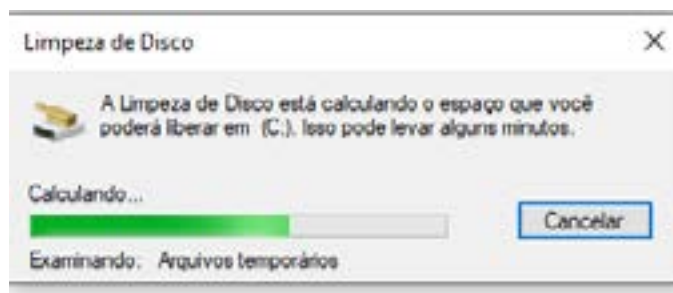 Limpeza de Disco
A Limpeza de Disco está calculando o espaço que você
poderá liberar em (C:). Isso pode levar alguns minutos.
Calculando...
Cancelar
Examinando: Arquivos temporários